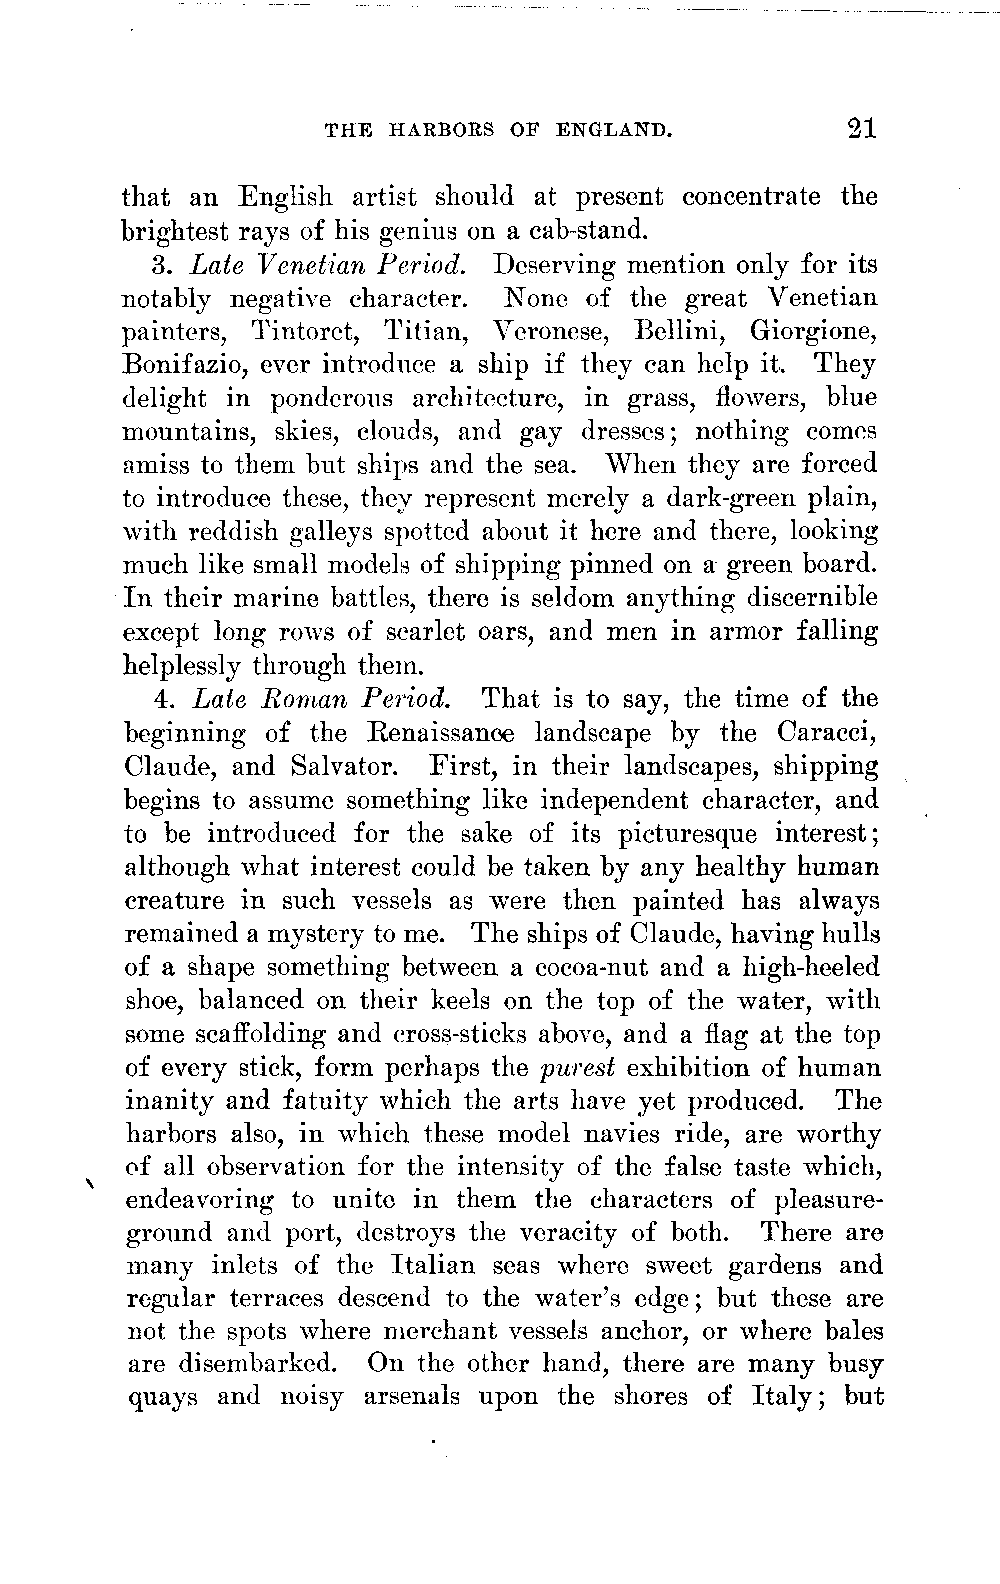 THE HARBORS OF ENGLAND. 21
that an English artist should at present concentrate the
brightest rays of his genius on a cab-stand.
3. Late Venetian Period. Deserving mention only for its
notably negative character. None of the great Venetian
painters, Tintoret, Titian, Veronese, Bellini, Giorgione,
Bonifazio, ever introduce a ship if they can help it. They
delight in ponderous architecture, in grass, flowers, blue
mountains, skies, clouds, and gay dresses; nothing comes
amiss to them but ships and the sea. When they are forced
to introduce these, they represent merely a dark-green plain,
with reddish galleys spotted about it here and there, looking
much like small models of shipping pinned on a green board.
In their marine battles, there is seldom anything discernible
except long rows of scarlet oars, and men in armor falling
helplessly through them.
4. Late Roman Period. That is to say, the time of the
beginning of the Renaissance landscape by the Caracci,
Claude, and Salvator. First, in their landscapes, shipping
begins to assume something like independent character, and
to be introduced for the sake of its picturesque interest;
although what interest could be taken by any healthy human
creature in such vessels as were then painted has always
remained a mystery to me. The ships of Claude, having hulls
of a shape something between a cocoa-nut and a high-heeled
shoe, balanced on their keels on the top of the water, with
some scaffolding and cross-sticks above, and a flag at the top
of every stick, form perhaps the purest exhibition of human
inanity and fatuity which the arts have yet produced. The
harbors also, in which these model navies ride, are worthy
of all observation for the intensity of the false taste which,
endeavoring to unite in them the characters of pleasure-
ground and port, destroys the veracity of both. There are
many inlets of the Italian seas where sweet gardens and
regular terraces descend to the water's edge; but these are
not the spots where merchant vessels anchor, or where bales
are disembarked. On the other hand, there are many busy
quays and noisy arsenals upon the shores of Italy; but